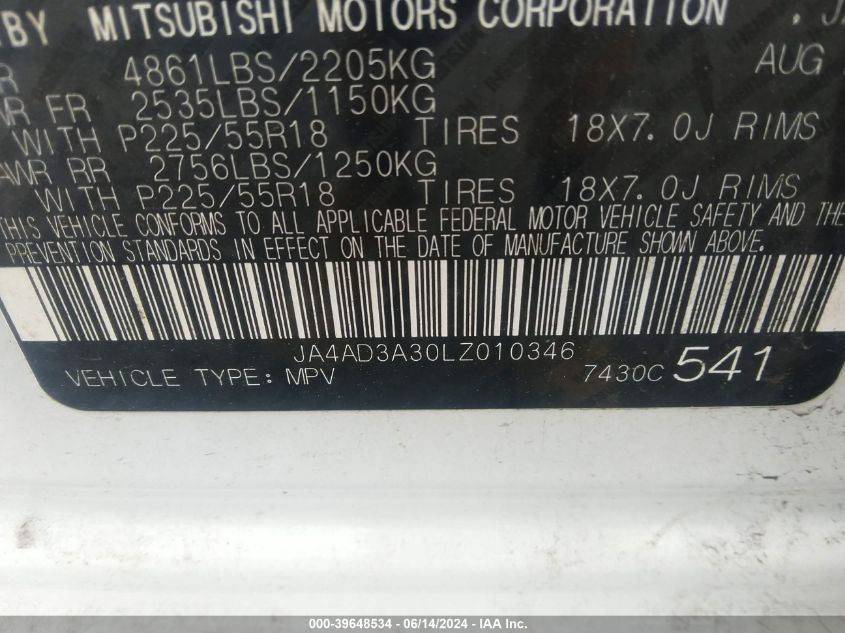 BY MITSUBISHI MOTORS CORPORATION
4861LBS/2205KG AUG
FR 2535LBS/1150KG
WITH P225/55R18 TIRES 18X7.0J RIMS
AWR RR 2756LBS/1250KG
WITH P225/55R18 TIRES 18X7.0J RIMS
THIS VEHICLE CONFORMS TO ALL APPLICABLE FEDERAL MOTOR VEHICLE SAFETY AND THE
PREVENTION STANDARDS IN EFFECT ON THE DATE OF MANUFACTURE SHOWN ABOVE.
JA4AD3A30LZ010346
VEHICLE TYPE: MPV 7430C 541
000-39648534 - 06/14/2024 - IAA Inc.